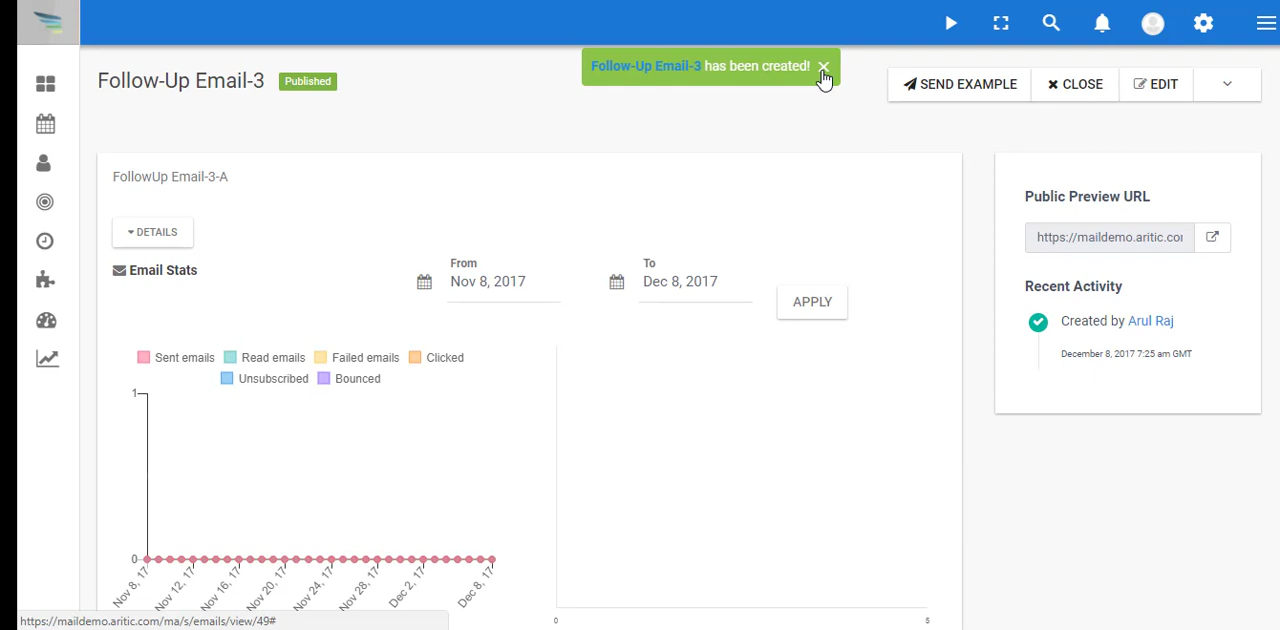 Follow-Up Email-3 Published
Follow-Up Email-3 has been created!
SEND EXAMPLE
CLOSE
EDIT
FollowUp Email-3-A
DETAILS
Email Stats
From
Nov 8, 2017
To
Dec 8, 2017
APPLY
Sent emails Read emails Failed emails Clicked
Unsubscribed Bounced
1
0
Nov 8, 17
Nov 12, 17
Nov 16, 17
Nov 20, 17
Nov 24, 17
Nov 28, 17
Dec 2, 17
Dec 8, 17
0
5
Public Preview URL
https://maildemo.aritic.co
Recent Activity
Created by Arul Raj
December 8, 2017 7:25 am GMT
https://maildemo.aritic.com/ma/s/emails/view/49#